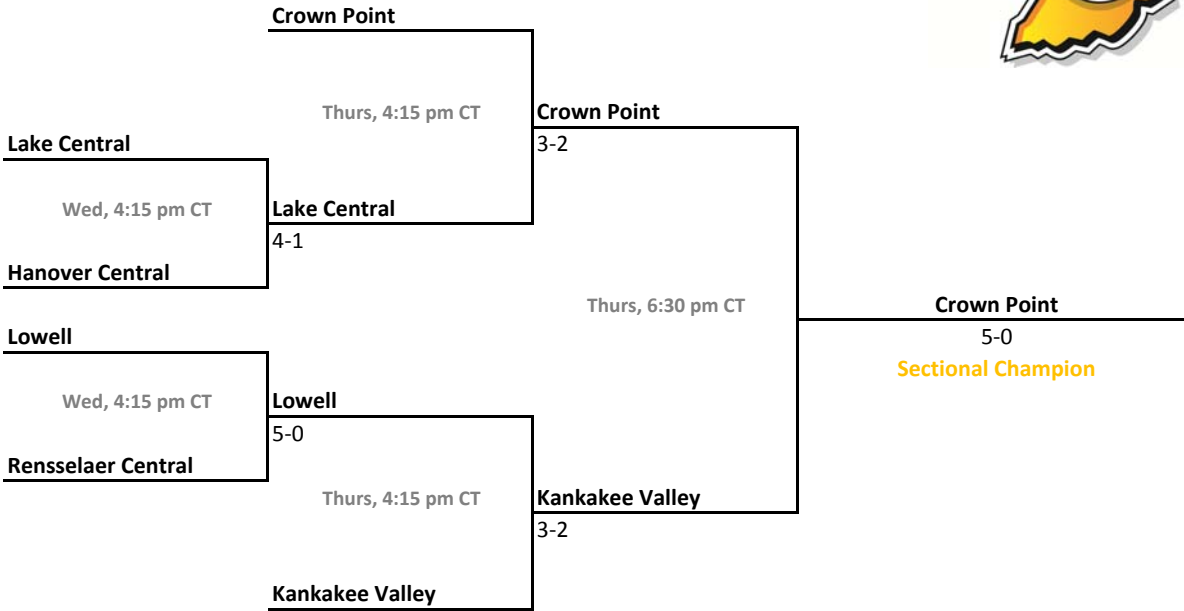 Crown Point
Thurs, 4:15 pm CT
Crown Point
3-2
Lake Central
Wed, 4:15 pm CT
Lake Central
4-1
Hanover Central
Thurs, 6:30 pm CT
Crown Point
5-0
Sectional Champion
Lowell
Wed, 4:15 pm CT
Lowell
5-0
Rensselaer Central
Thurs, 4:15 pm CT
Kankakee Valley
3-2
Kankakee Valley